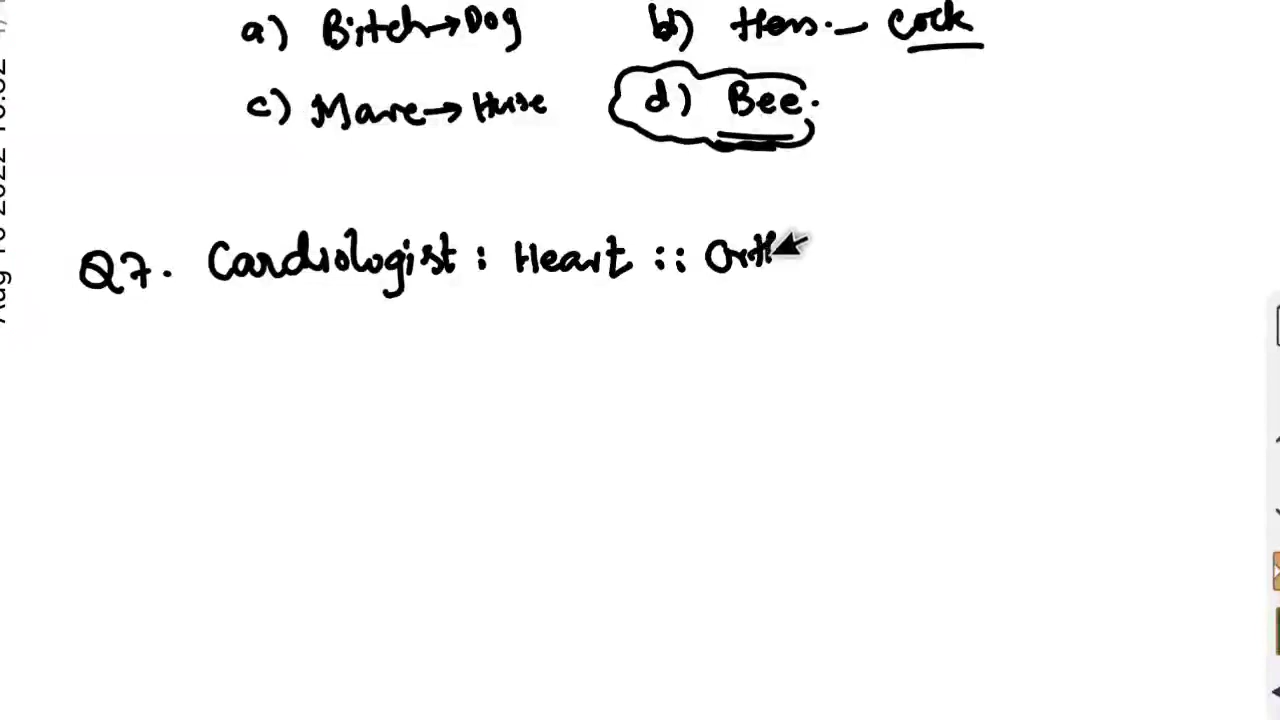 a) Bitch→Dog b) Hens.— Cock
c) Mare→Horse d) Bee.
Q7. Cardiologist : Heart :: Orth